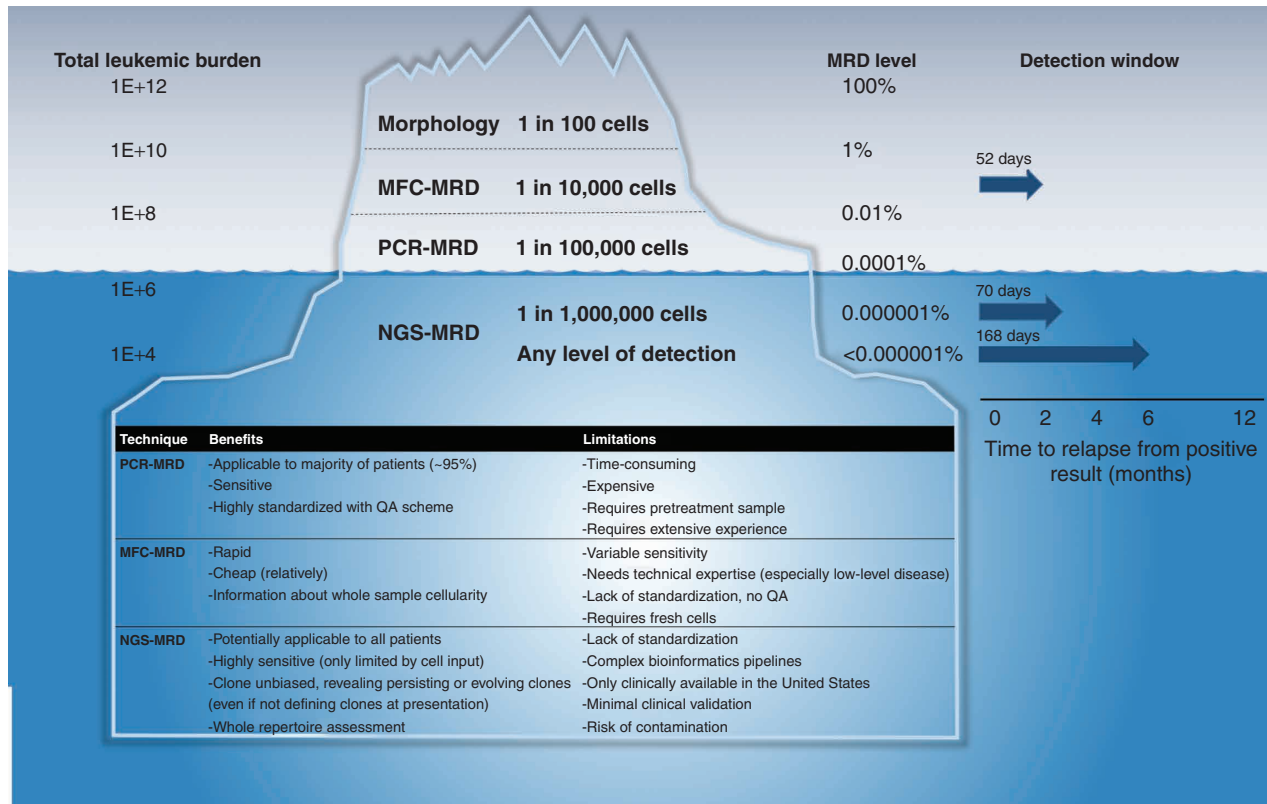 Total leukemic burden
MRD level
Detection window
1E+12
100%
Morphology 1 in 100 cells
1E+10
1%
52 days
MFC-MRD 1 in 10,000 cells
1E+8
0.01%
PCR-MRD 1 in 100,000 cells
0.0001%
1E+6
70 days
NGS-MRD
1 in 1,000,000 cells
0.000001%
168 days
1E+4
Any level of detection
<0.000001%
0 2 4 6 12
Time to relapse from positive
result (months)
Technique Benefits Limitations
PCR-MRD -Applicable to majority of patients (~95%) -Time-consuming
-Sensitive -Expensive
-Highly standardized with QA scheme -Requires pretreatment sample
-Requires extensive experience
MFC-MRD -Rapid -Variable sensitivity
-Cheap (relatively) -Needs technical expertise (especially low-level disease)
-Information about whole sample cellularity -Lack of standardization, no QA
-Requires fresh cells
NGS-MRD -Potentially applicable to all patients -Lack of standardization
-Highly sensitive (only limited by cell input) -Complex bioinformatics pipelines
-Clone unbiased, revealing persisting or evolving clones -Only clinically available in the United States
(even if not defining clones at presentation) -Minimal clinical validation
-Whole repertoire assessment -Risk of contamination